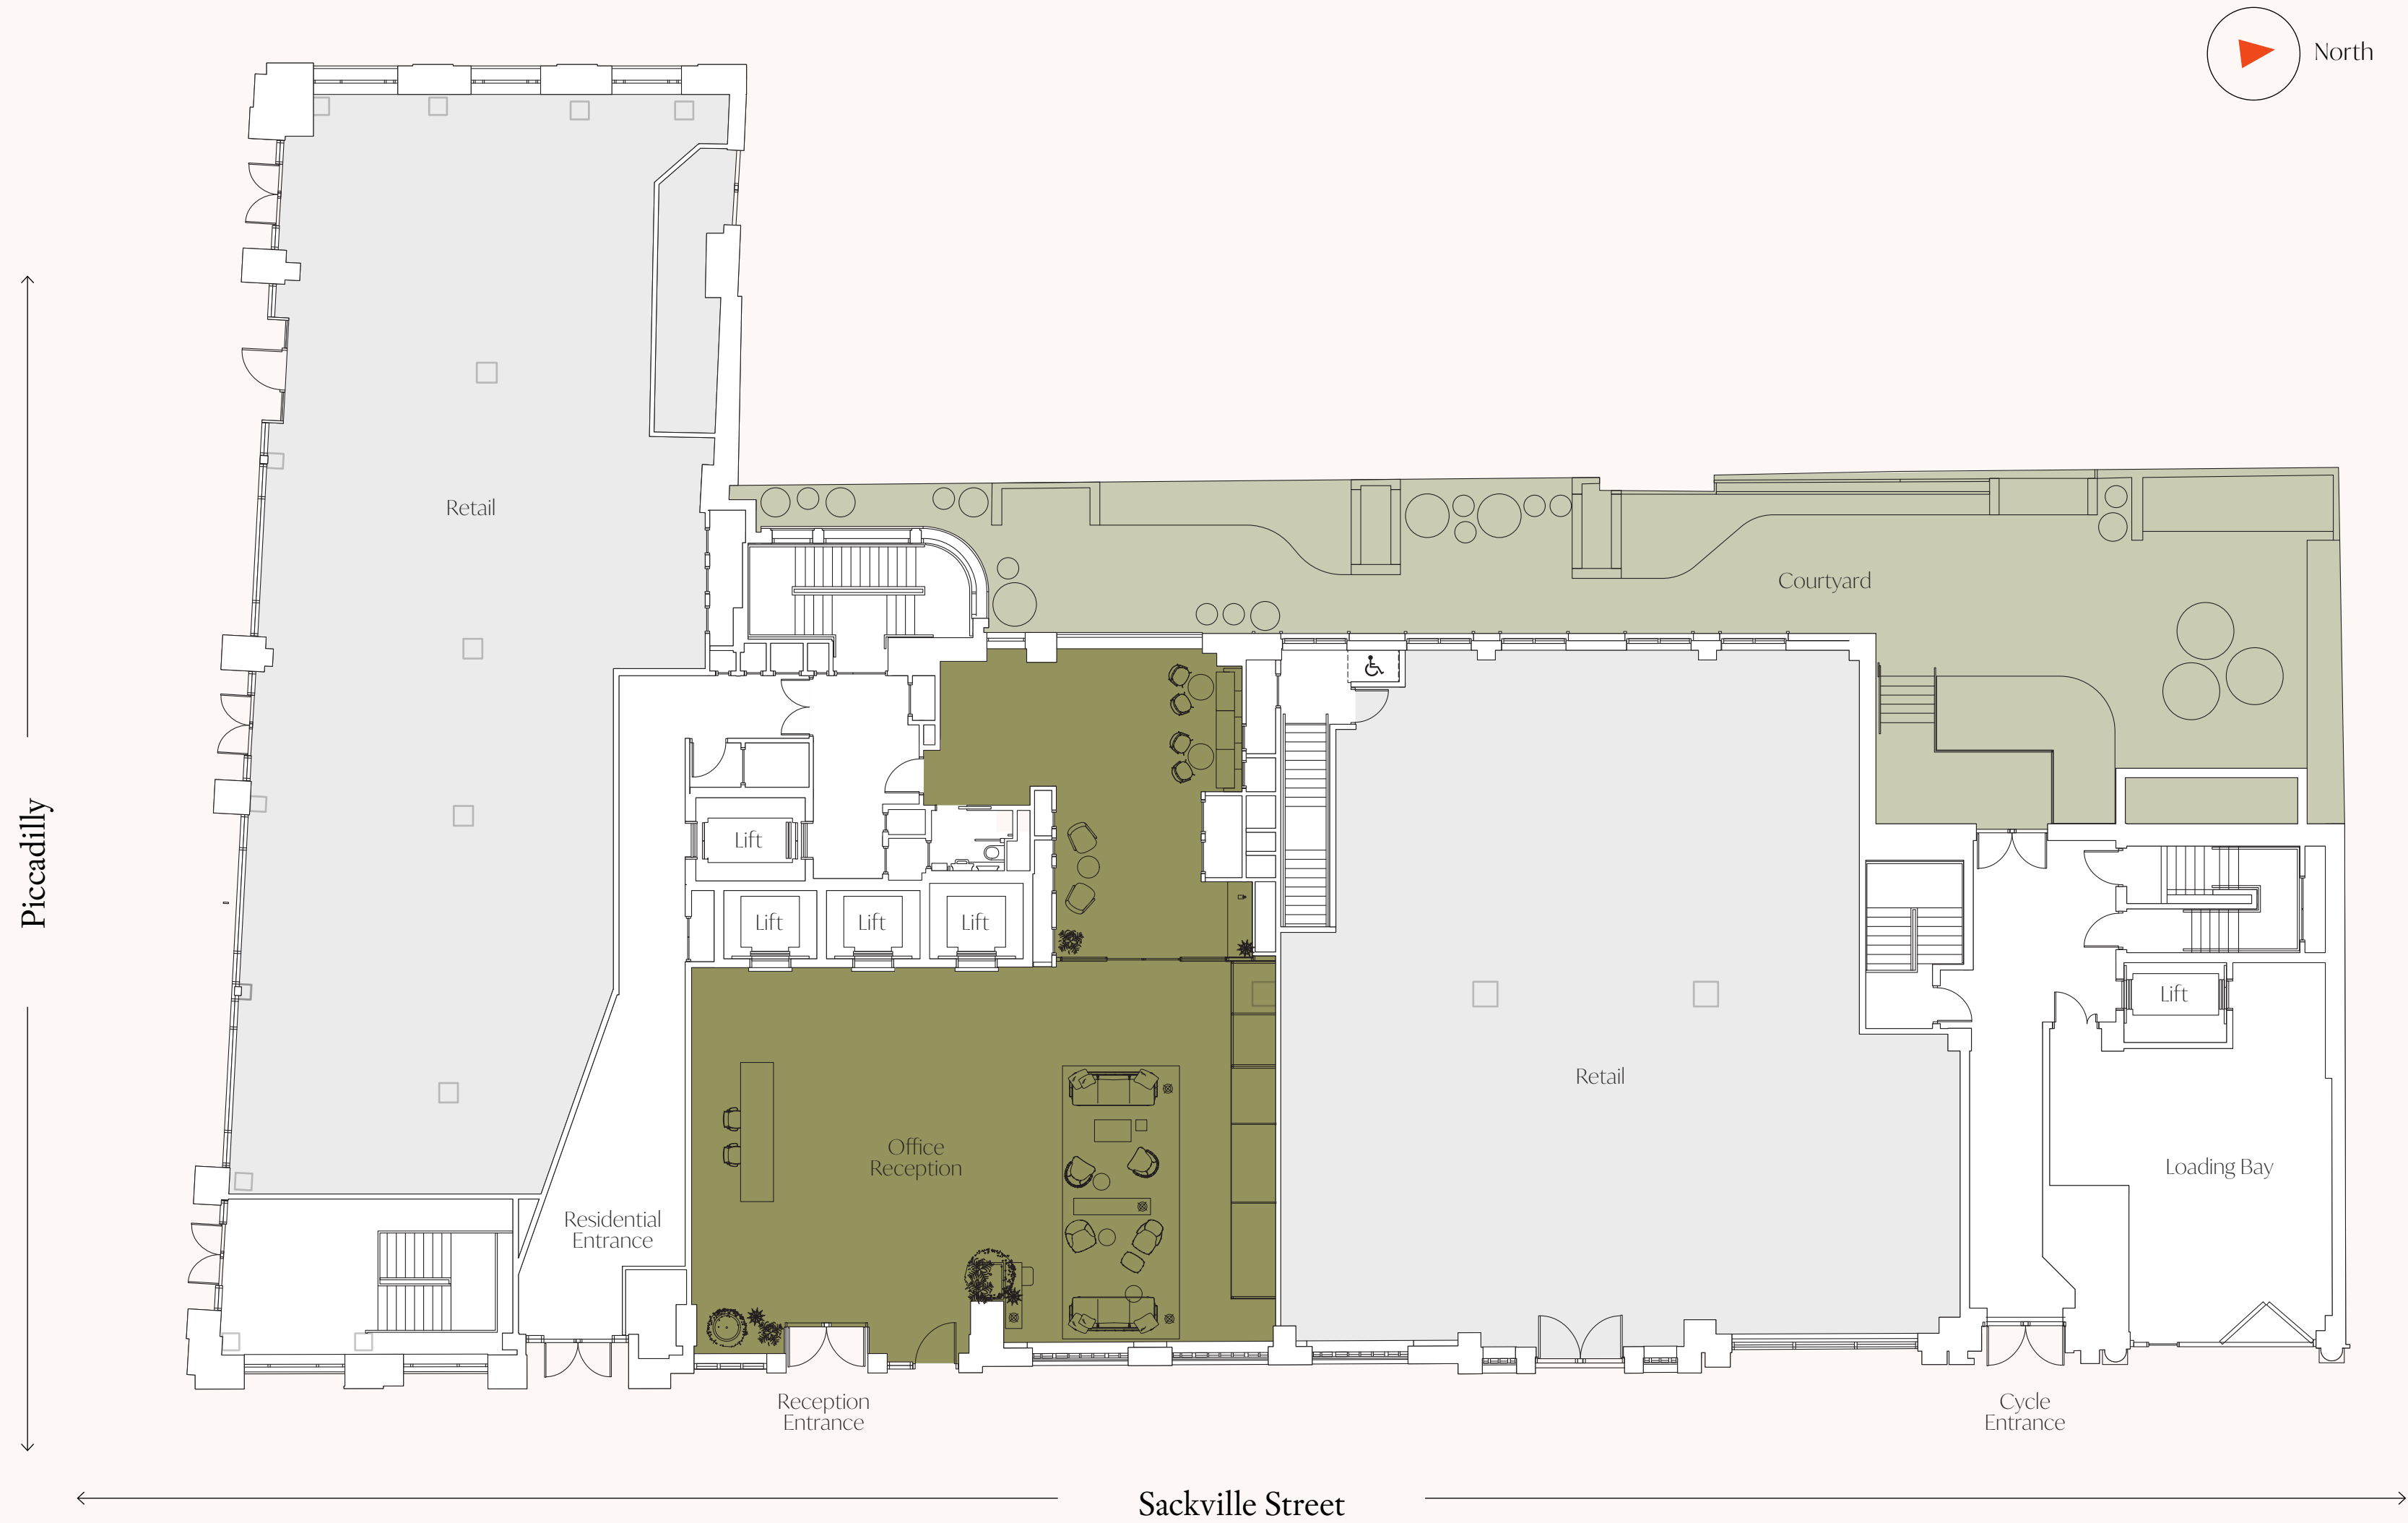 North
Retail
Courtyard
Piccadilly
Lift
Lift
Lift
Lift
Lift
Retail
Office
Reception
Loading Bay
Residential
Entrance
Reception
Entrance
Cycle
Entrance
Sackville Street